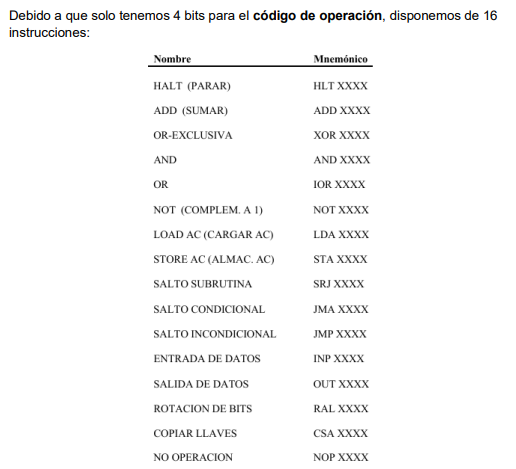 Debido a que solo tenemos 4 bits para el código de operación, disponemos de 16
instrucciones:
Nombre Mnemónico
HALT (PARAR) HLT XXXX
ADD (SUMAR) ADD XXXX
OR-EXCLUSIVA XOR XXXX
AND AND XXXX
OR IOR XXXX
NOT (COMPLEM. A 1) NOT XXXX
LOAD AC (CARGAR AC) LDA XXXX
STORE AC (ALMAC. AC) STA XXXX
SALTO SUBRUTINA SRJ XXXX
SALTO CONDICIONAL JMA XXXX
SALTO INCONDICIONAL JMP XXXX
ENTRADA DE DATOS INP XXXX
SALIDA DE DATOS OUT XXXX
ROTACION DE BITS RAL XXXX
COPIAR LLAVES CSA XXXX
NO OPERACION NOP XXXX